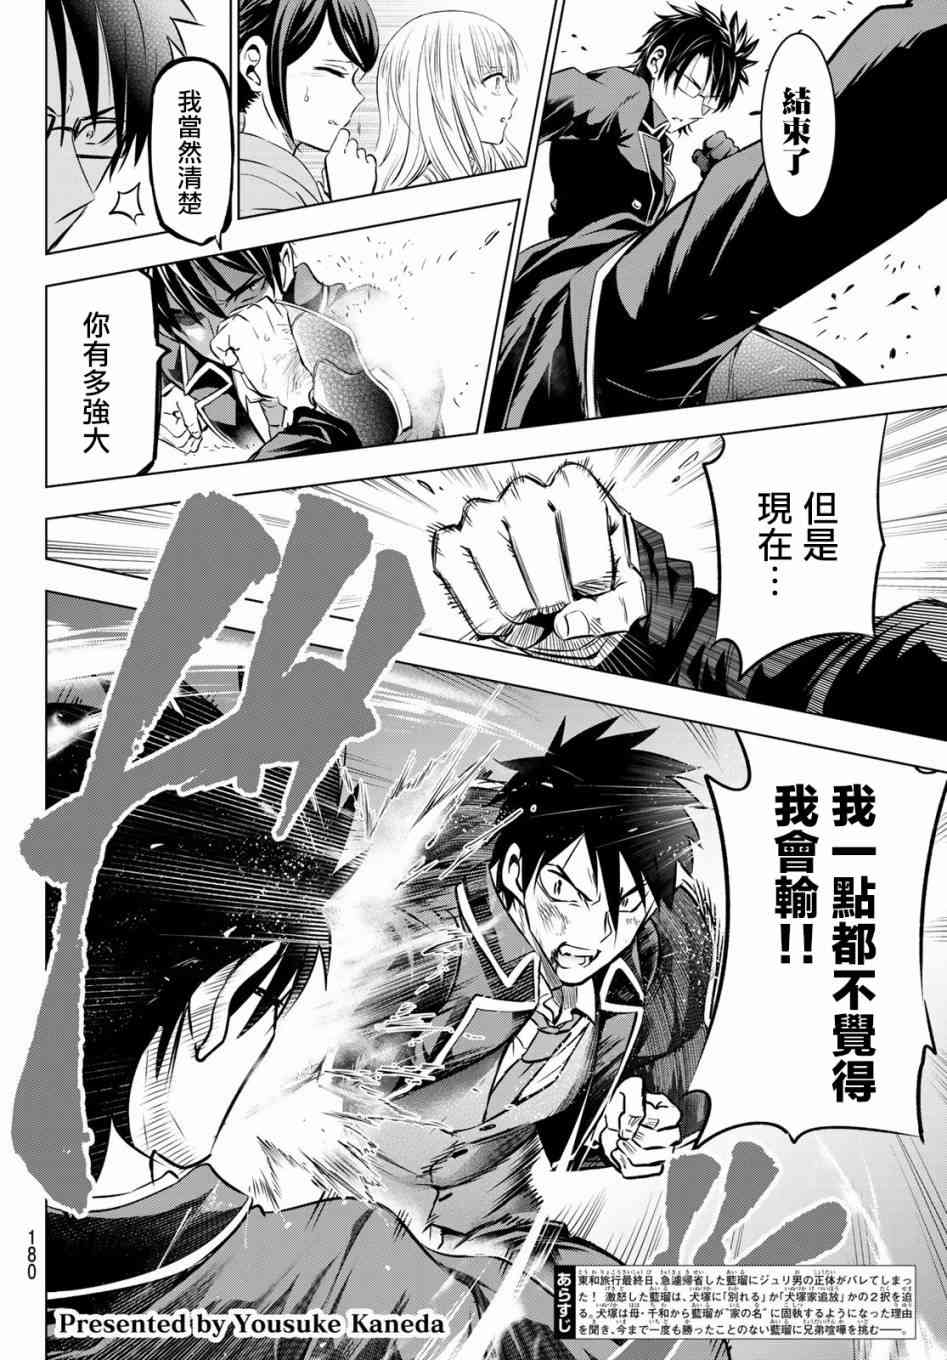 結束了
我當然清楚
你有多強大
但是
現在…
我一點都不覺得
我會輸!!
あらすじ
東和旅行最終日、急遽帰省した藍瑠にジュリ男の正体がバレてしまっ
た！ 激怒した藍瑠は、犬塚に「別れる」か「犬塚家追放」かの2択を迫
る。犬塚は母・千和から藍瑠が“家の名”に固執するようになった理由
を聞き、今まで一度も勝ったことのない藍瑠に兄弟喧嘩を挑む――。
Presented by Yousuke Kaneda
180